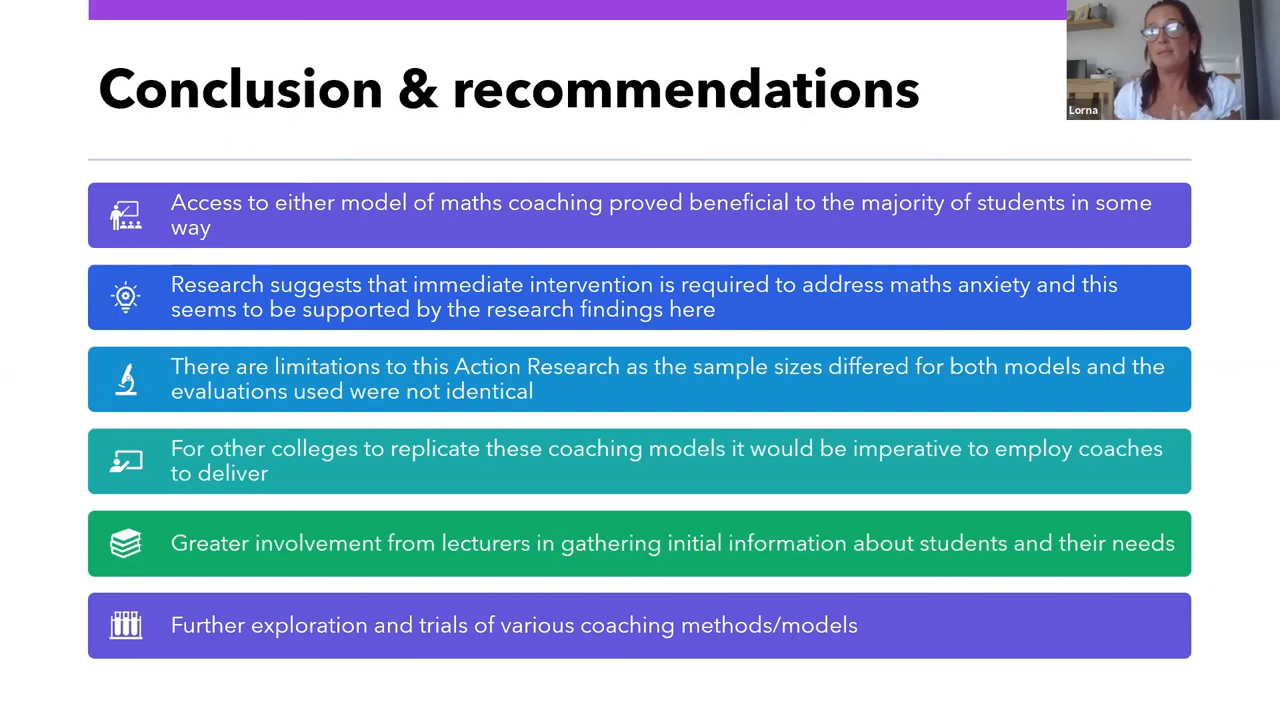 Conclusion & recommendations
Lorna
Access to either model of maths coaching proved beneficial to the majority of students in some
way
Research suggests that immediate intervention is required to address maths anxiety and this
seems to be supported by the research findings here
There are limitations to this Action Research as the sample sizes differed for both models and the
evaluations used were not identical
For other colleges to replicate these coaching models it would be imperative to employ coaches
to deliver
Greater involvement from lecturers in gathering initial information about students and their needs
Further exploration and trials of various coaching methods/models